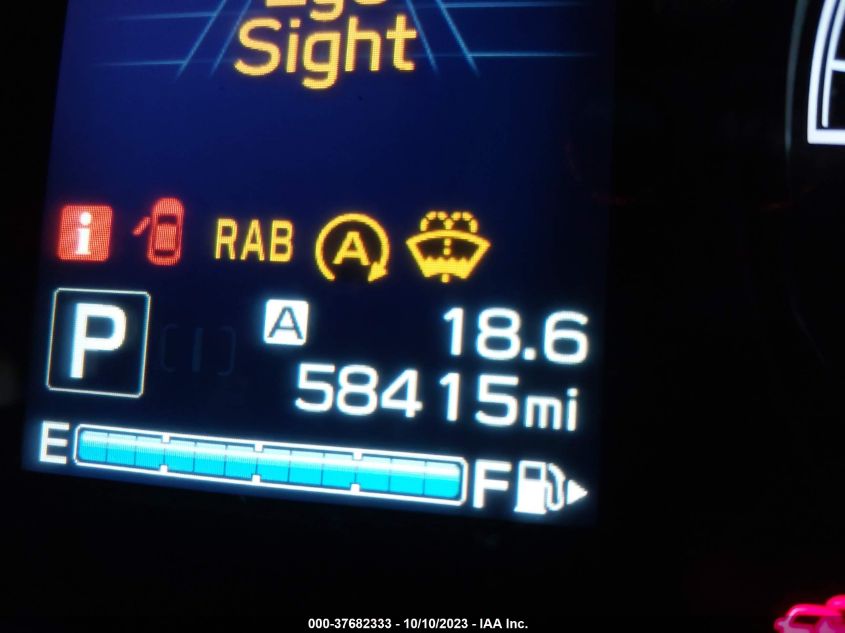 Sight
i
RAB
A
P
A
18.6
58415mi
E
F
000-37682333 - 10/10/2023 - IAA Inc.